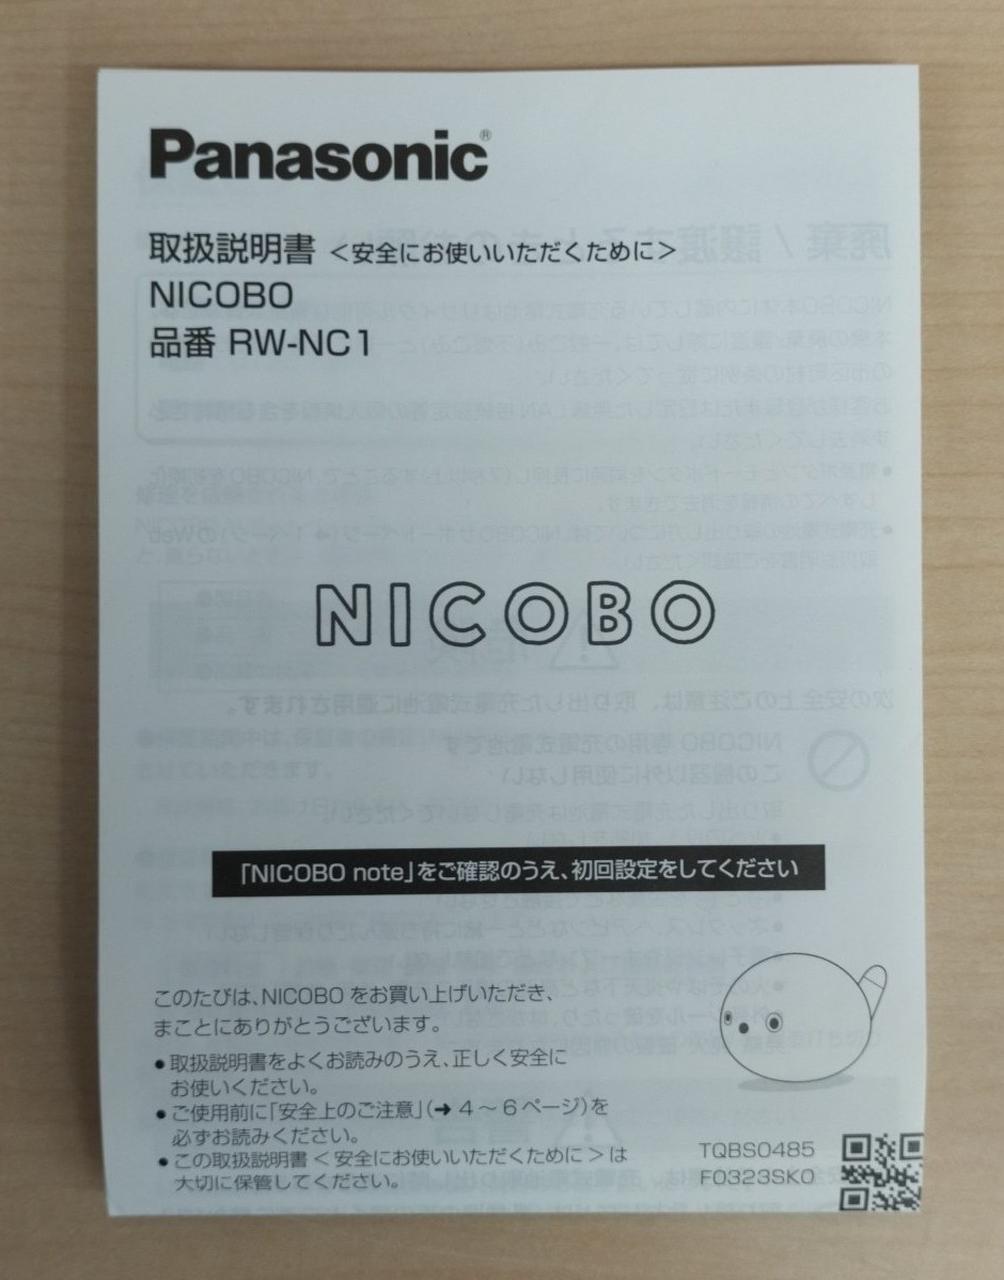 Panasonic®
取扱説明書 <安全にお使いいただくために>
NICOBO
品番 RW-NC1
NICOBO
「NICOBO note」をご確認のうえ、初回設定をしてください
このたびは、NICOBOをお買い上げいただき、
まことにありがとうございます。
●取扱説明書をよくお読みのうえ、正しく安全に
お使いください。
●ご使用前に「安全上のご注意」(➜ 4～6ページ)を
必ずお読みください。
●この取扱説明書<安全にお使いいただくために>は
大切に保管してください。
TQBS0485
F0323SK0